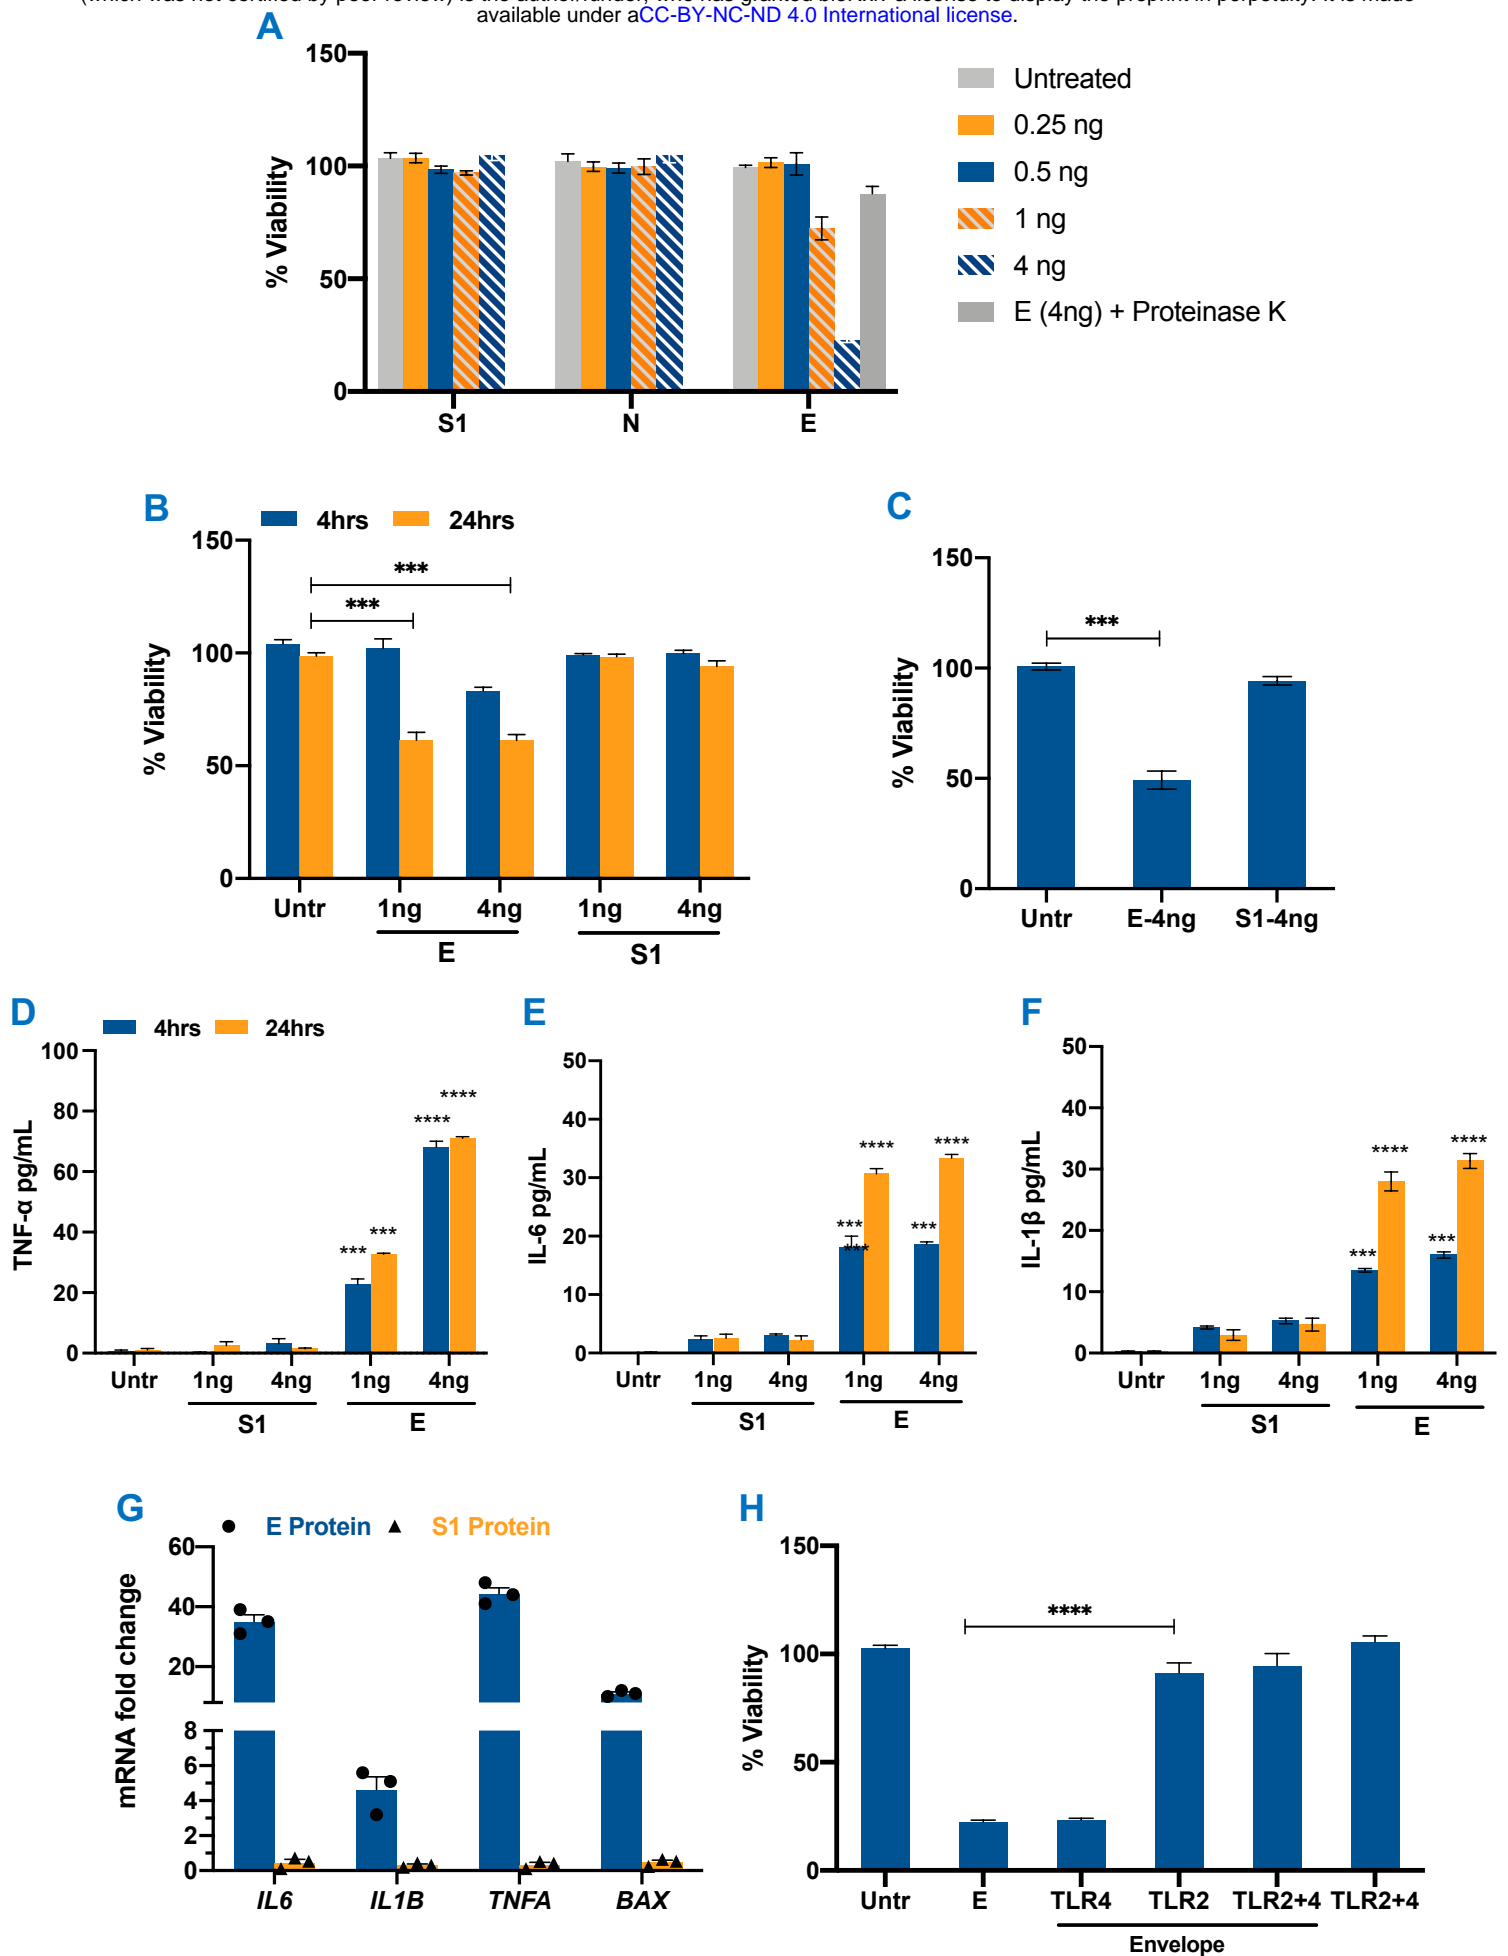 available under aCC-BY-NC-ND 4.0 International license.
A
150
100
50
0
% Viability
S1 N E
Untreated
0.25 ng
0.5 ng
1 ng
4 ng
E (4ng) + Proteinase K
B
4hrs 24hrs
150
100
50
0
% Viability
***
***
Untr 1ng 4ng 1ng 4ng
E S1
C
150
100
50
0
% Viability
***
Untr E-4ng S1-4ng
D
4hrs 24hrs
100
80
60
40
20
0
TNF-α pg/mL
*** *** **** ****
Untr 1ng 4ng 1ng 4ng
S1 E
E
50
40
30
20
10
0
IL-6 pg/mL
*** **** *** ****
***
Untr 1ng 4ng 1ng 4ng
S1 E
F
50
40
30
20
10
0
IL-1β pg/mL
*** **** *** ****
Untr 1ng 4ng 1ng 4ng
S1 E
G
E Protein S1 Protein
60
40
20
8
6
4
2
0
mRNA fold change
IL6 IL1B TNFA BAX
H
150
100
50
0
% Viability
****
Untr E TLR4 TLR2 TLR2+4 TLR2+4
Envelope